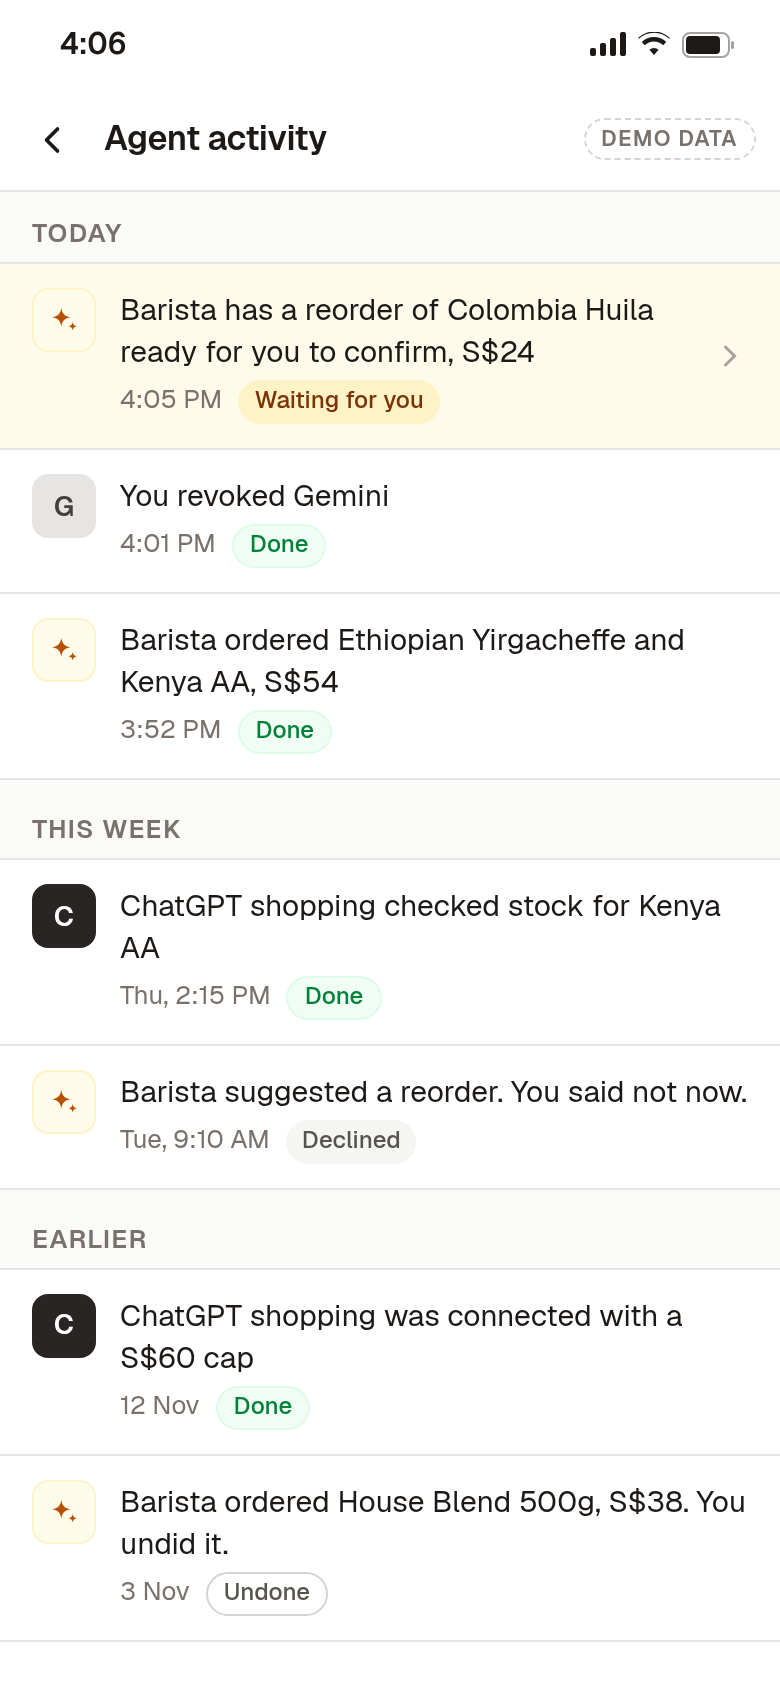 4:06
Agent activity
DEMO DATA
TODAY
Barista has a reorder of Colombia Huila
ready for you to confirm, S$24
4:05 PM Waiting for you
G
You revoked Gemini
4:01 PM Done
Barista ordered Ethiopian Yirgacheffe and
Kenya AA, S$54
3:52 PM Done
THIS WEEK
C
ChatGPT shopping checked stock for Kenya
AA
Thu, 2:15 PM Done
Barista suggested a reorder. You said not now.
Tue, 9:10 AM Declined
EARLIER
C
ChatGPT shopping was connected with a
S$60 cap
12 Nov Done
Barista ordered House Blend 500g, S$38. You
undid it.
3 Nov Undone